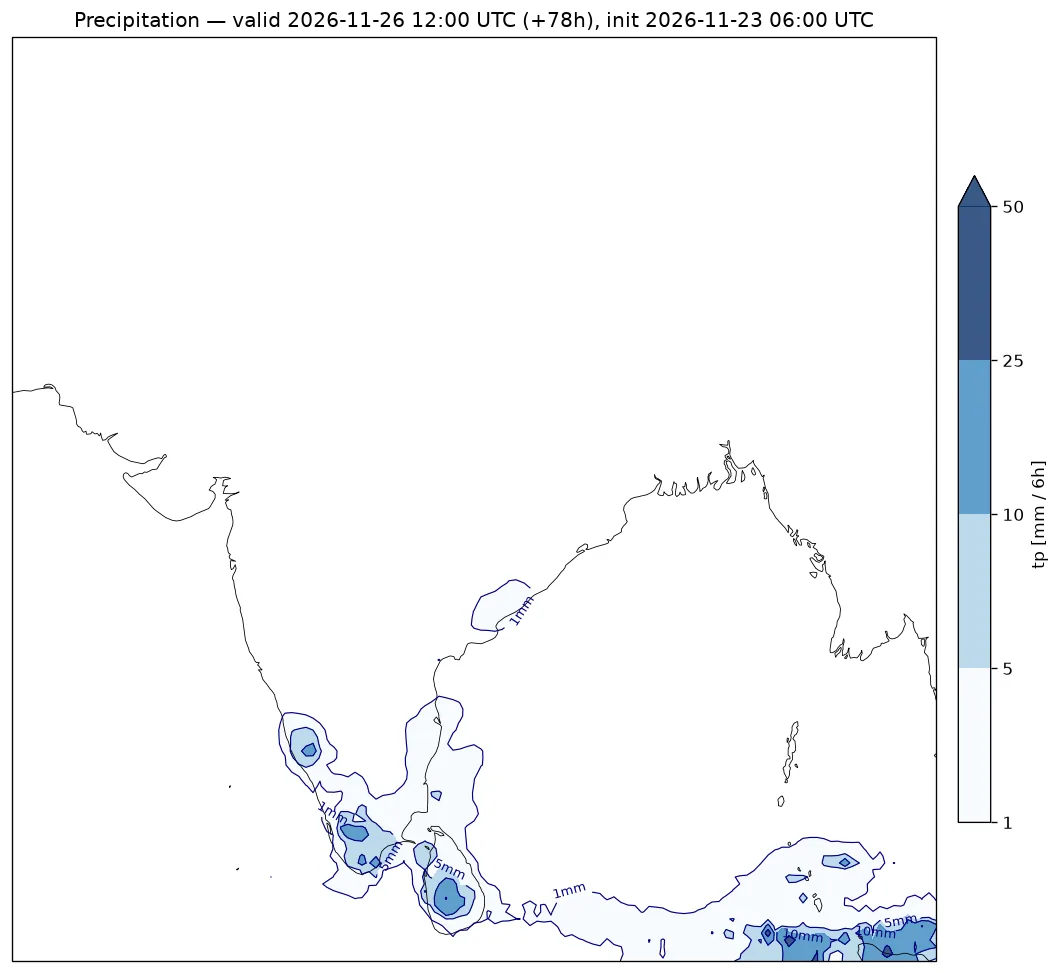 Precipitation — valid 2026-11-26 12:00 UTC (+78h), init 2026-11-23 06:00 UTC
50
25
10
5
1
tp [mm / 6h]
1mm
1mm
5mm
5mm
1mm
5mm
10mm
10mm